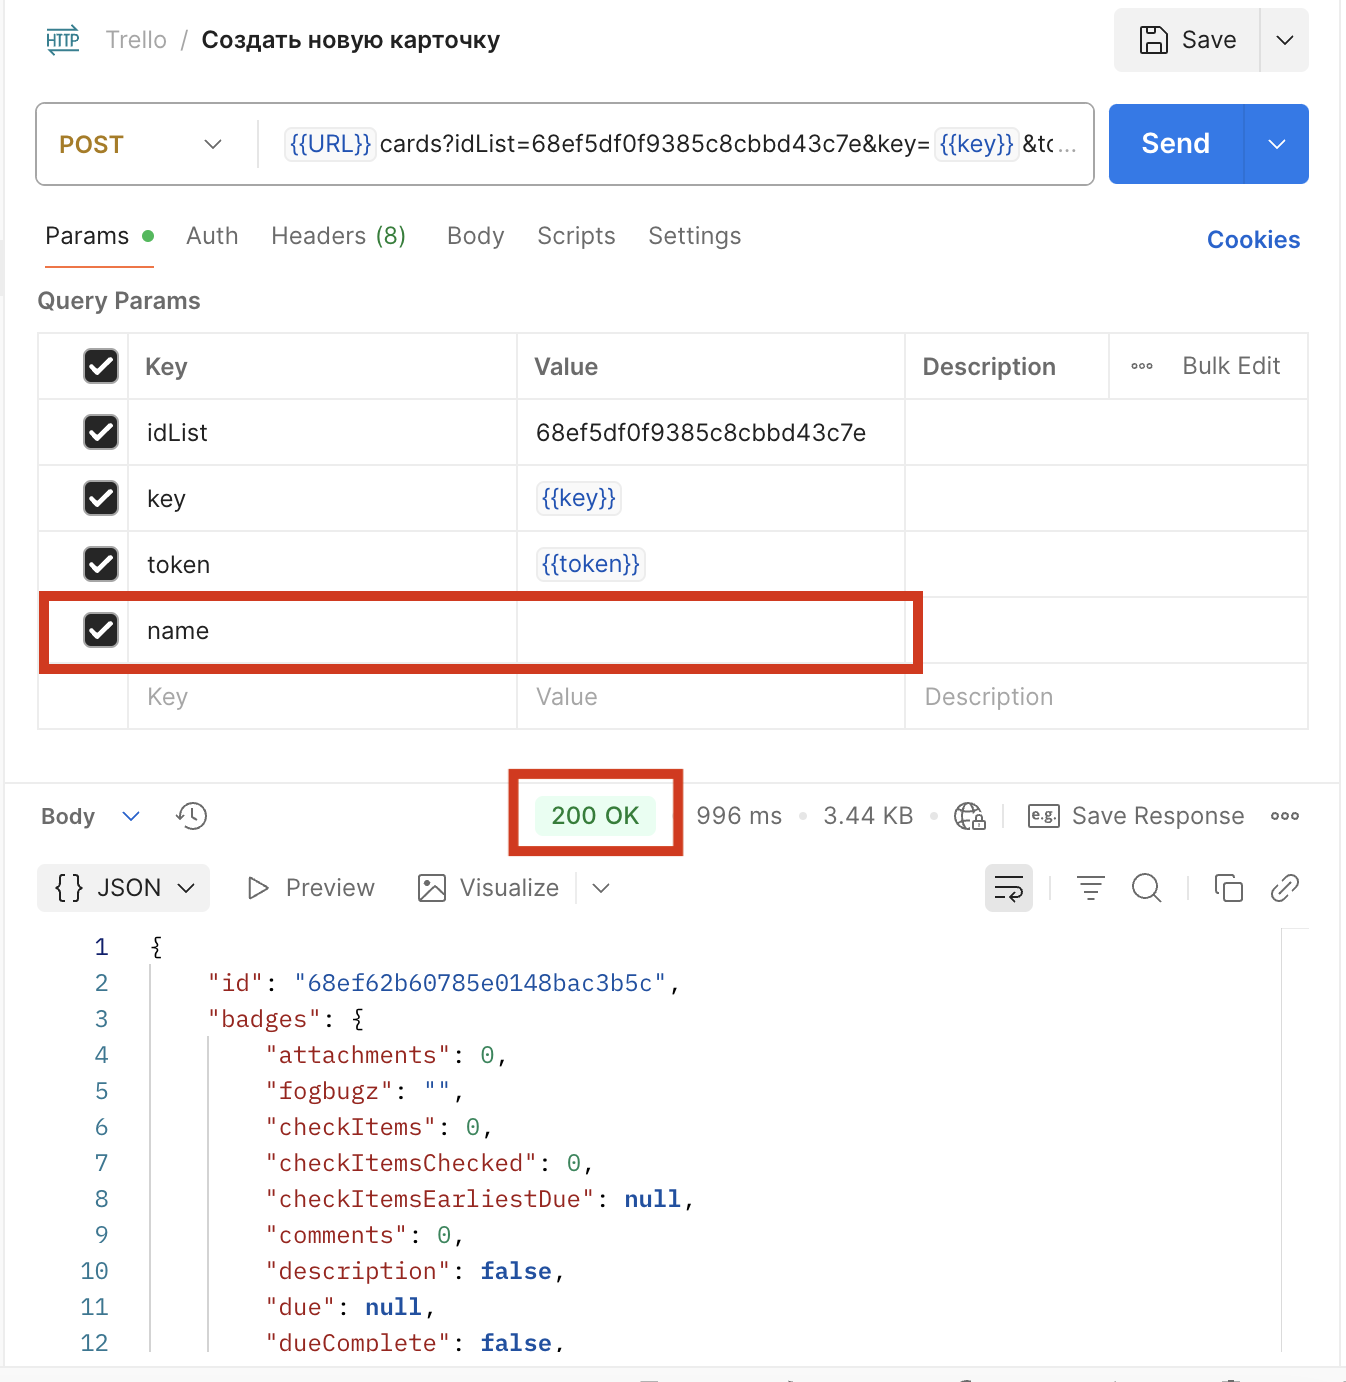 HTTP Trello / Создать новую карточку Save
POST {{URL}} cards?idList=68ef5df0f9385c8cbbd43c7e&key= {{key}} &tc... Send
Params Auth Headers (8) Body Scripts Settings Cookies
Query Params
Key Value Description Bulk Edit
idList 68ef5df0f9385c8cbbd43c7e
key {{key}}
token {{token}}
name
Key Value Description
Body 200 OK 996 ms 3.44 KB e.g. Save Response
{} JSON Preview Visualize
1 {
2 "id": "68ef62b60785e0148bac3b5c",
3 "badges": {
4 "attachments": 0,
5 "fogbugz": "",
6 "checkItems": 0,
7 "checkItemsChecked": 0,
8 "checkItemsEarliestDue": null,
9 "comments": 0,
10 "description": false,
11 "due": null,
12 "dueComplete": false,